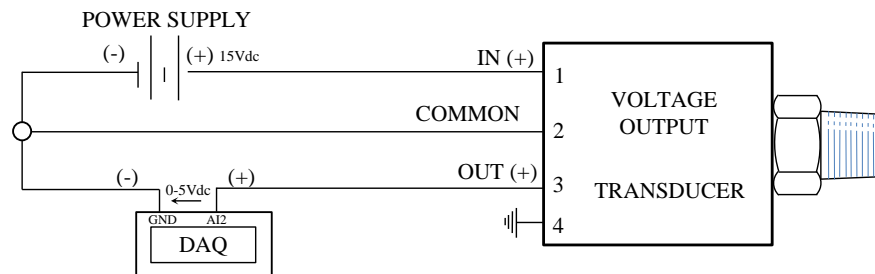 POWER SUPPLY
(-)
(+) 15Vdc
IN (+)
1
COMMON
2
VOLTAGE
OUTPUT
TRANSDUCER
(-)
0-5Vdc
(+)
OUT (+)
3
GND
AI2
4
DAQ